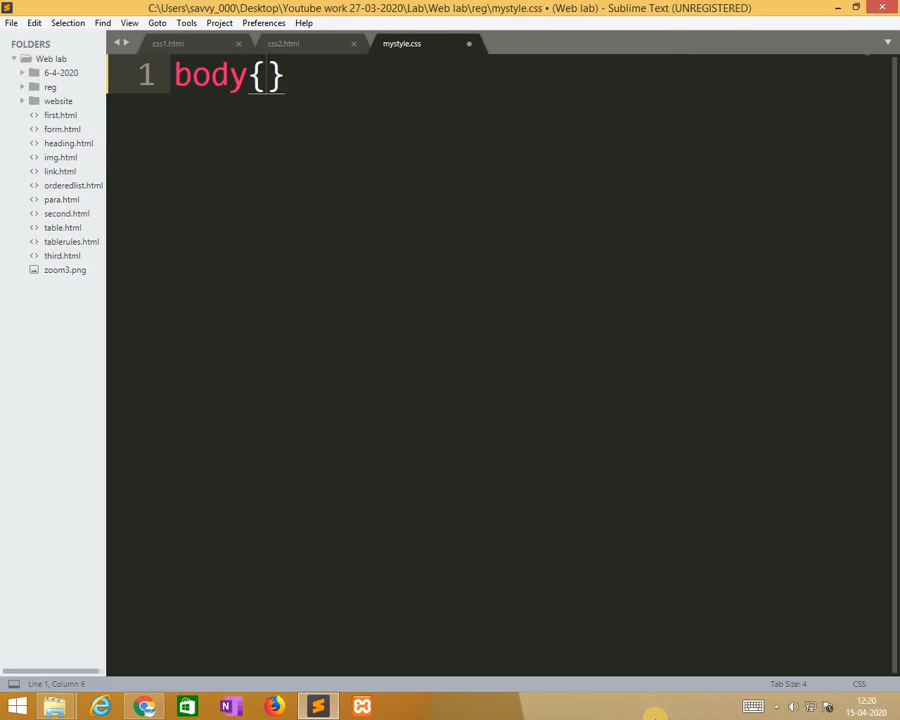 C:\Users\savvy_000\Desktop\Youtube work 27-03-2020\Lab\Web lab\reg\mystyle.css • (Web lab) - Sublime Text (UNREGISTERED)
File Edit Selection Find View Goto Tools Project Preferences Help
FOLDERS
Web lab
6-4-2020
reg
website
first.html
form.html
heading.html
img.html
link.html
orderedlist.html
para.html
second.html
table.html
tablerules.html
third.html
zoom3.png
css1.html
css2.html
mystyle.css
1 body{}
Line 1, Column 6
Tab Size: 4
CSS
12:20
15-04-2020